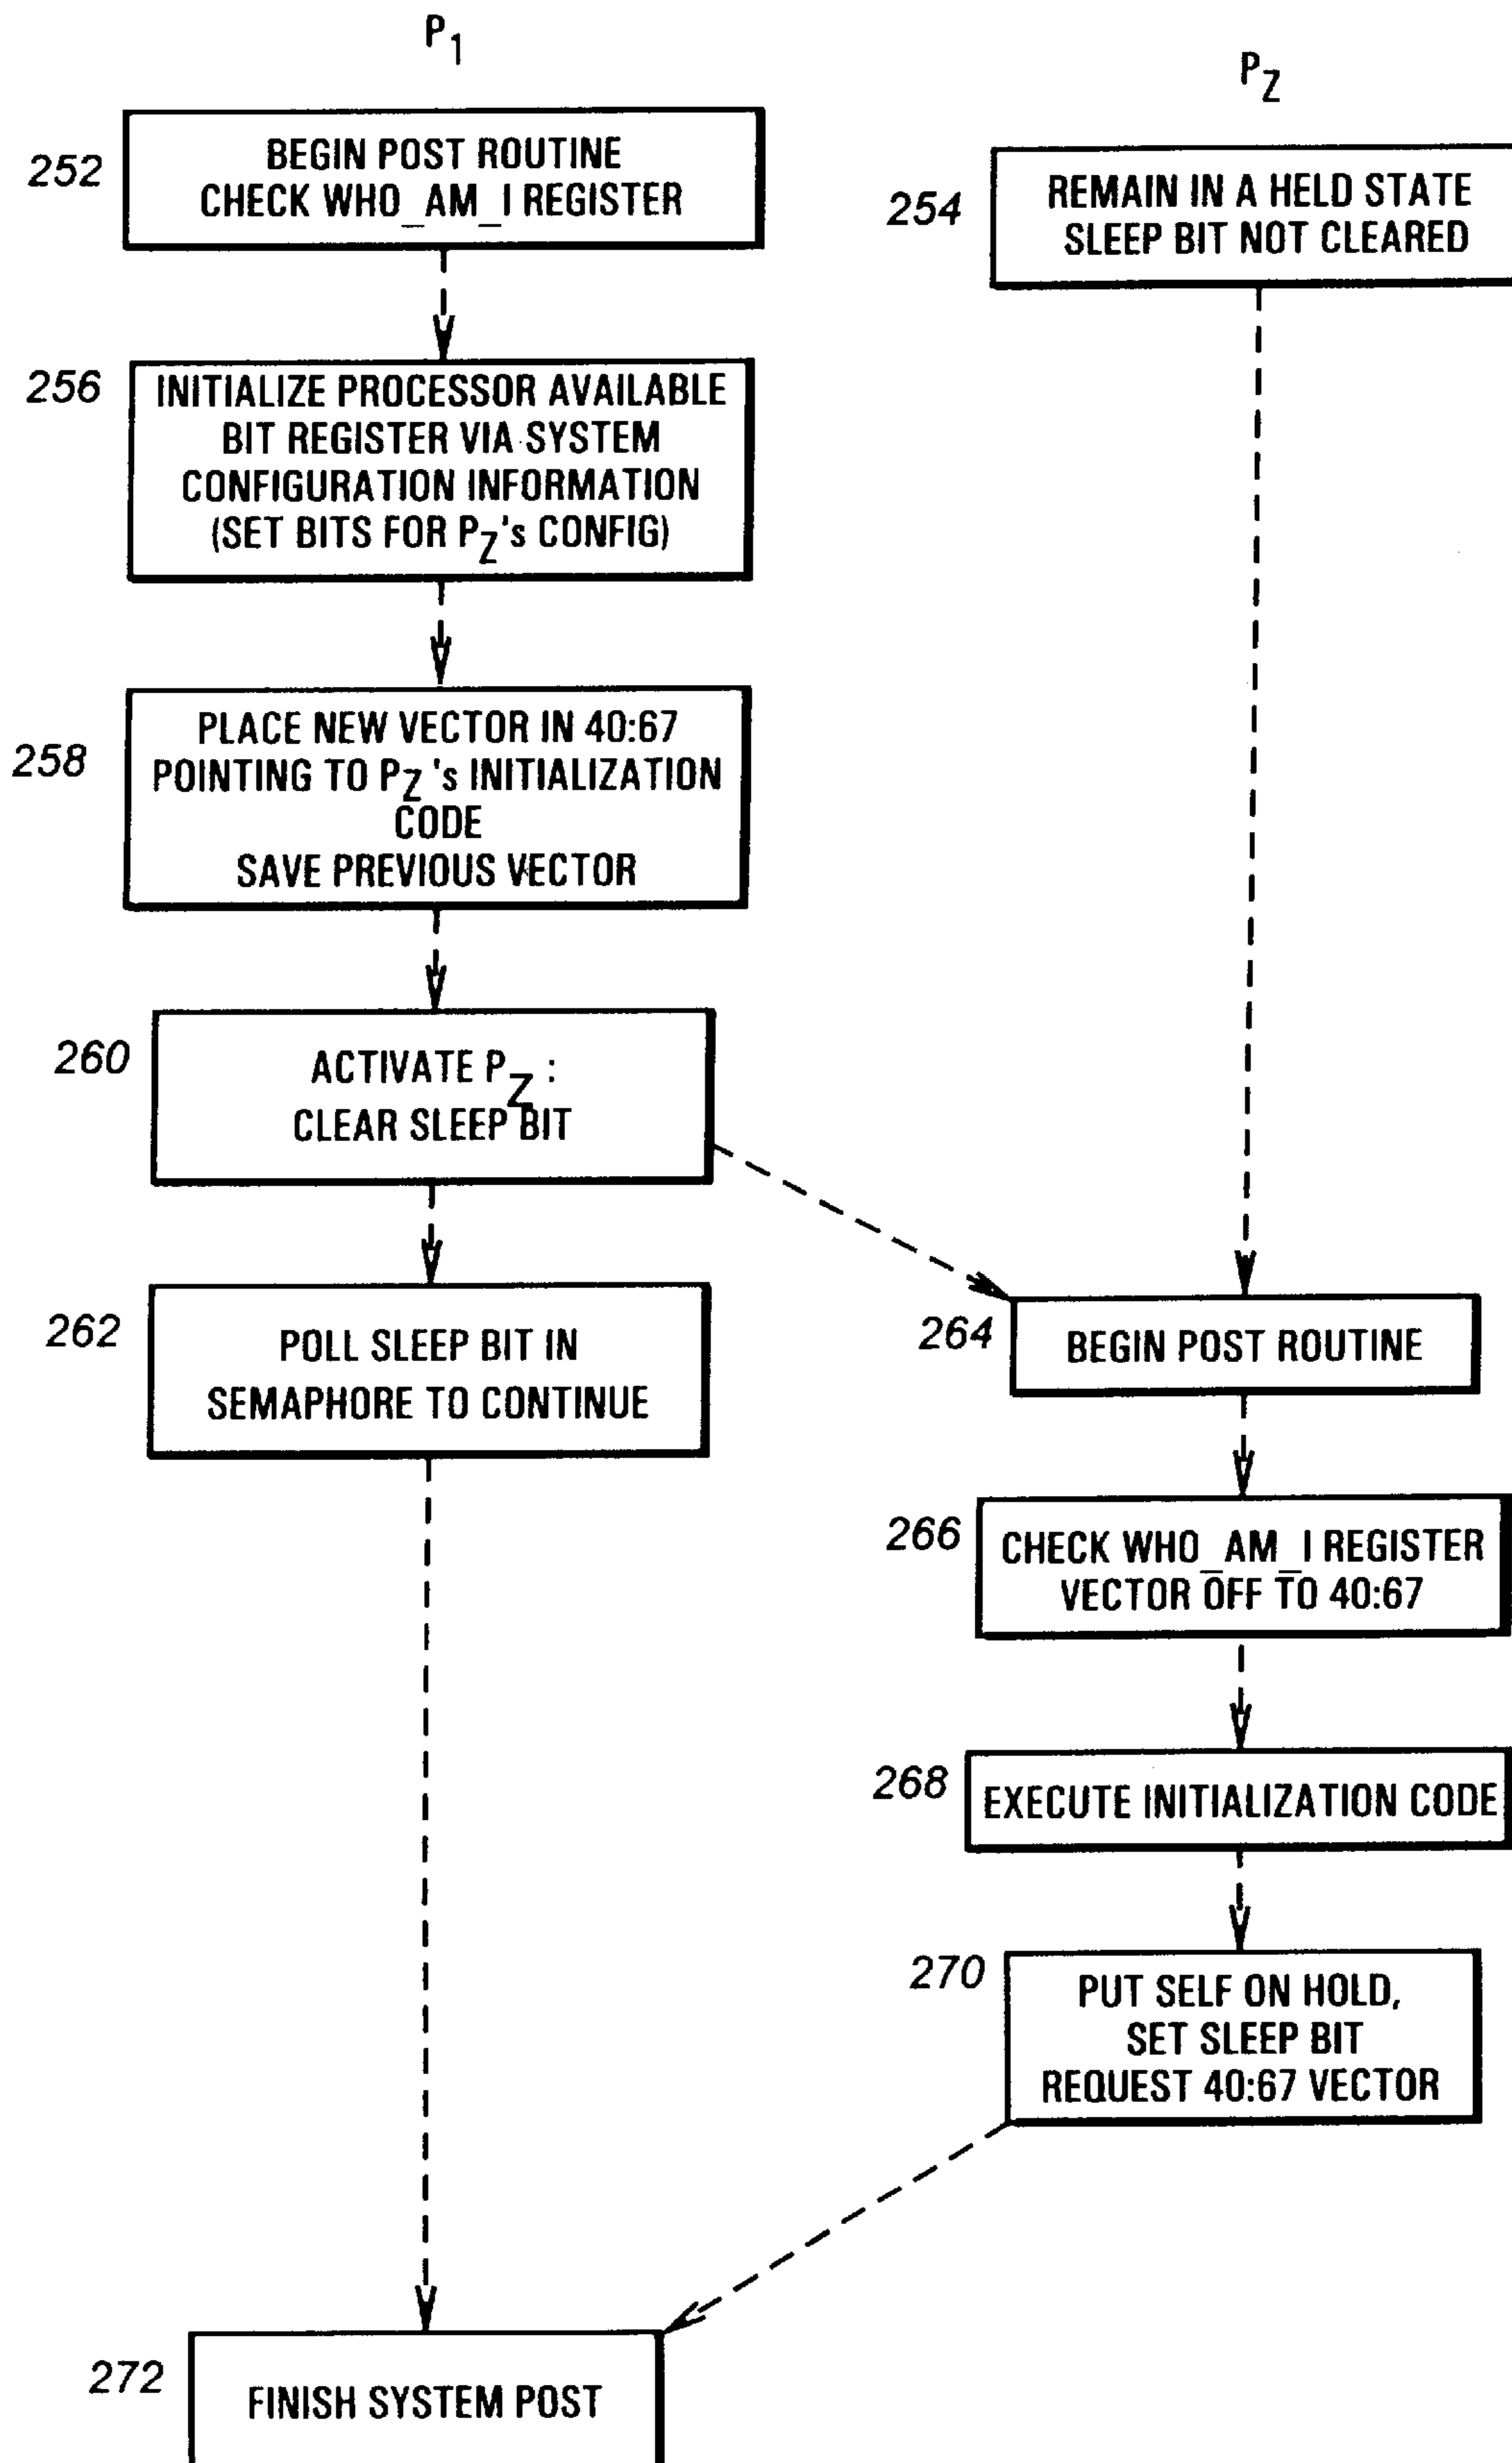 P1
PZ
252
BEGIN POST ROUTINE
CHECK WHO_AM_I REGISTER
254
REMAIN IN A HELD STATE
SLEEP BIT NOT CLEARED
256
INITIALIZE PROCESSOR AVAILABLE
BIT REGISTER VIA SYSTEM
CONFIGURATION INFORMATION
(SET BITS FOR PZ's CONFIG)
258
PLACE NEW VECTOR IN 40:67
POINTING TO PZ's INITIALIZATION
CODE
SAVE PREVIOUS VECTOR
260
ACTIVATE PZ:
CLEAR SLEEP BIT
262
POLL SLEEP BIT IN
SEMAPHORE TO CONTINUE
264
BEGIN POST ROUTINE
266
CHECK WHO_AM_I REGISTER
VECTOR OFF TO 40:67
268
EXECUTE INITIALIZATION CODE
270
PUT SELF ON HOLD,
SET SLEEP BIT
REQUEST 40:67 VECTOR
272
FINISH SYSTEM POST